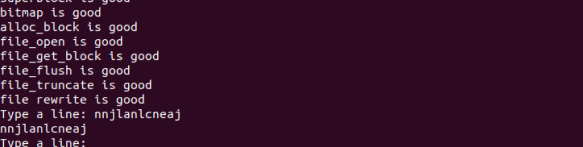 superblock is good
bitmap is good
alloc_block is good
file_open is good
file_get_block is good
file_flush is good
file_truncate is good
file rewrite is good
Type a line: nnjlanlcneaj
nnjlanlcneaj
Type a line: